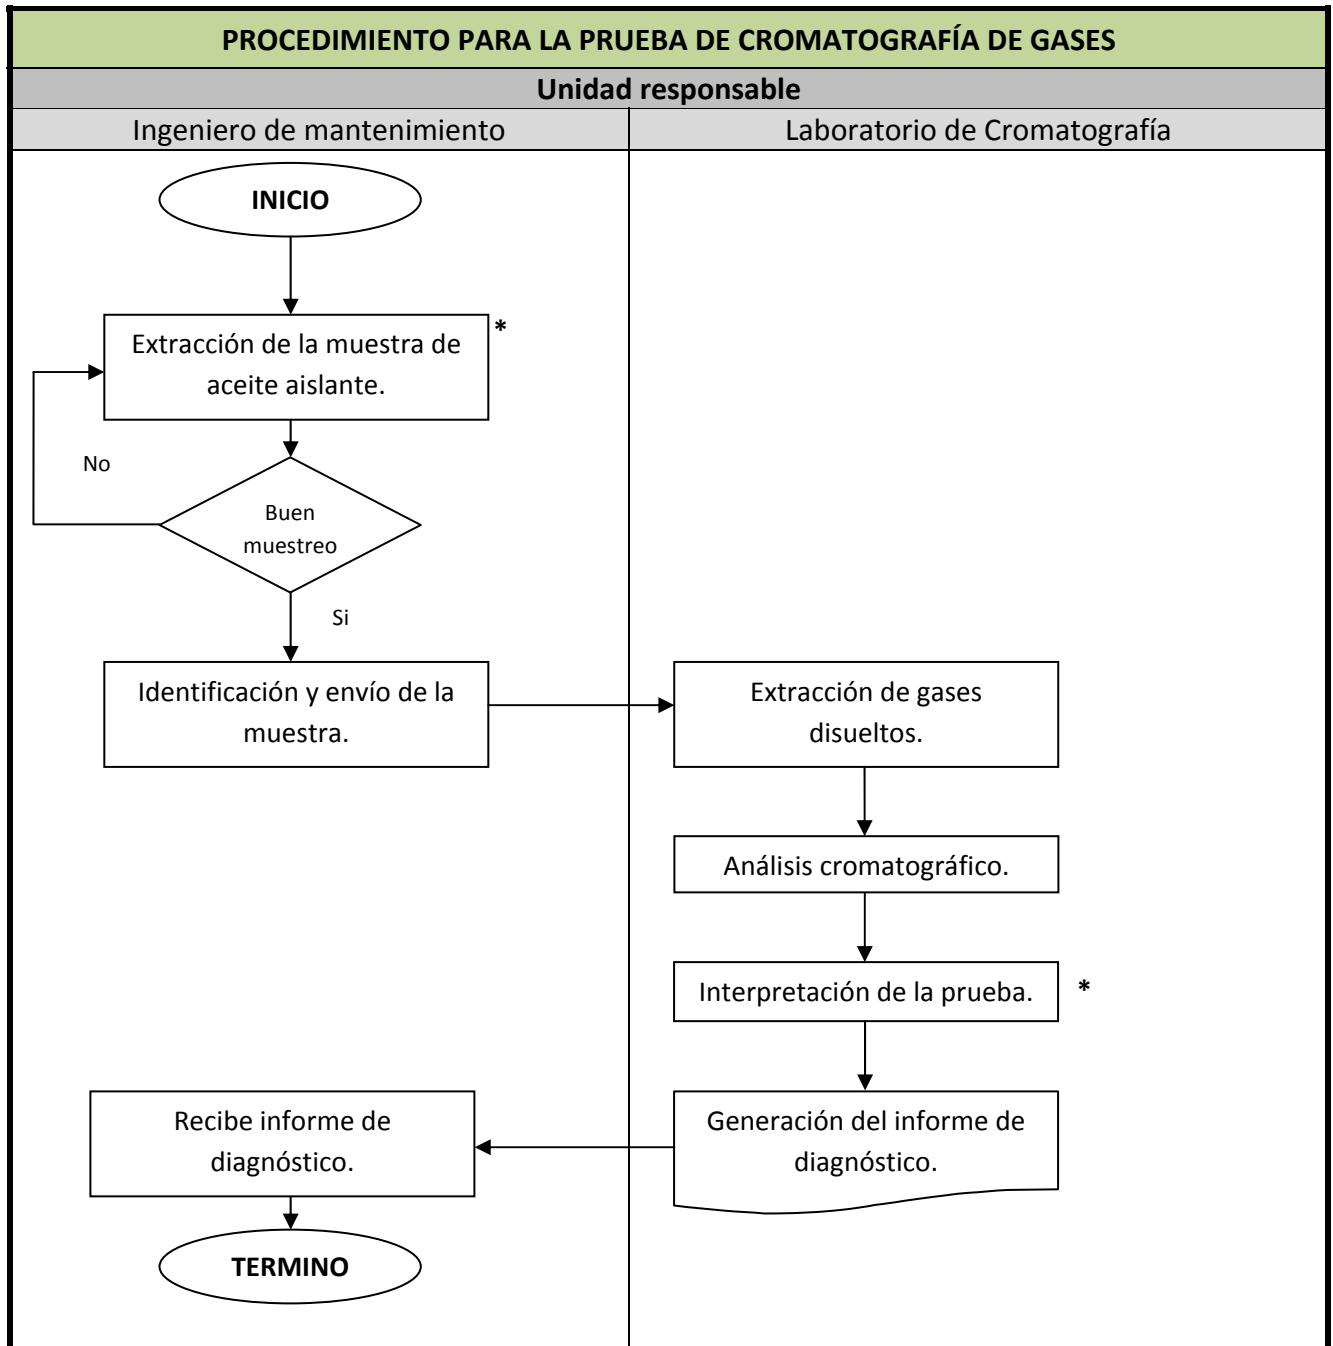 PROCEDIMIENTO PARA LA PRUEBA DE CROMATOGRAFÍA DE GASES
Unidad responsable
Ingeniero de mantenimiento
Laboratorio de Cromatografía
INICIO
Extracción de la muestra de
aceite aislante.
*
No
Buen
muestreo
Si
Identificación y envío de la
muestra.
Extracción de gases
disueltos.
Análisis cromatográfico.
Interpretación de la prueba.
*
Generación del informe de
diagnóstico.
Recibe informe de
diagnóstico.
TERMINO